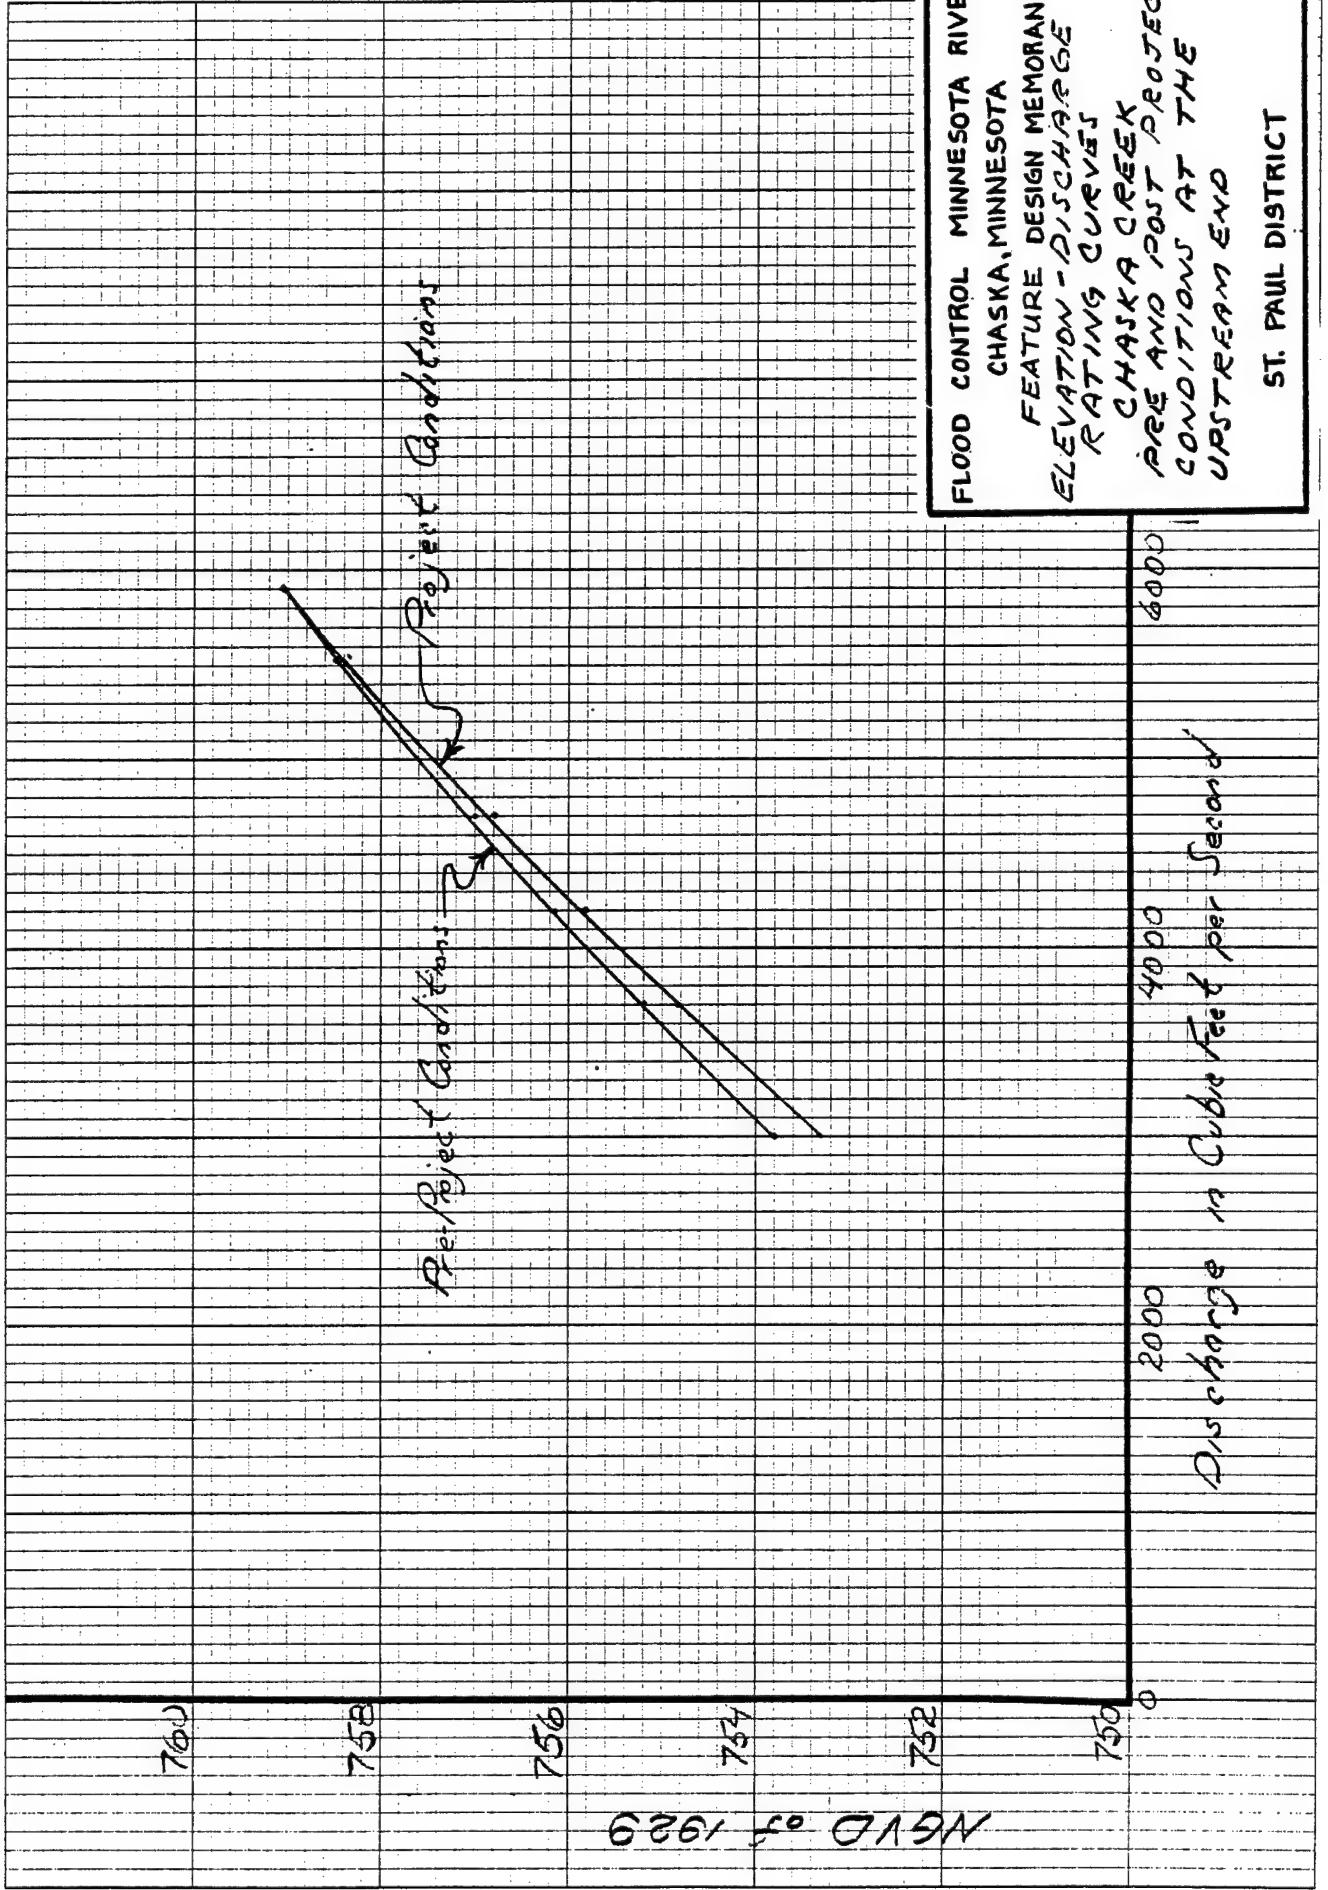 FLOOD CONTROL MINNESOTA RIVE
CHASKA, MINNESOTA
FEATURE DESIGN MEMORAN
ELEVATION-DISCHARGE
RATING CURVES
CHASKA CREEK
PRE AND POST PROJEC
CONDITIONS AT THE
UPSTREAM END
ST. PAUL DISTRICT
Project Conditions
Pre-Project Conditions
760
758
756
754
752
750
NGVD of 1929
0
2000
4000
6000
Discharge in Cubic Feet per Second